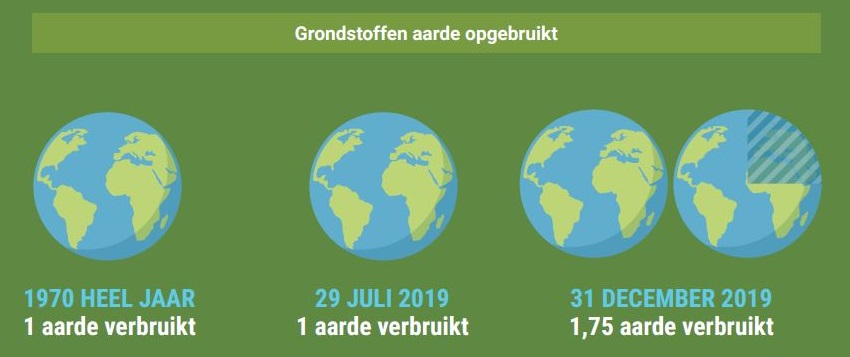 Grondstoffen aarde opgebruikt
1970 HEEL JAAR
1 aarde verbruikt
29 JULI 2019
1 aarde verbruikt
31 DECEMBER 2019
1,75 aarde verbruikt